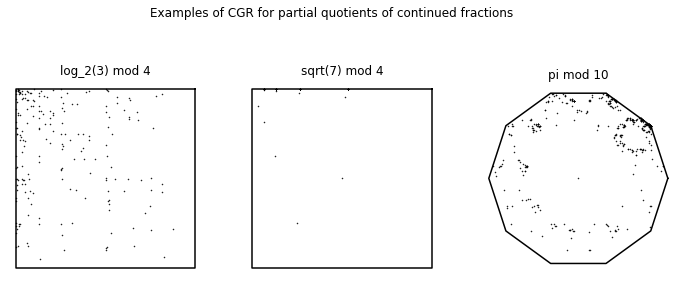 Examples of CGR for partial quotients of continued fractions
log_2(3) mod 4
sqrt(7) mod 4
pi mod 10